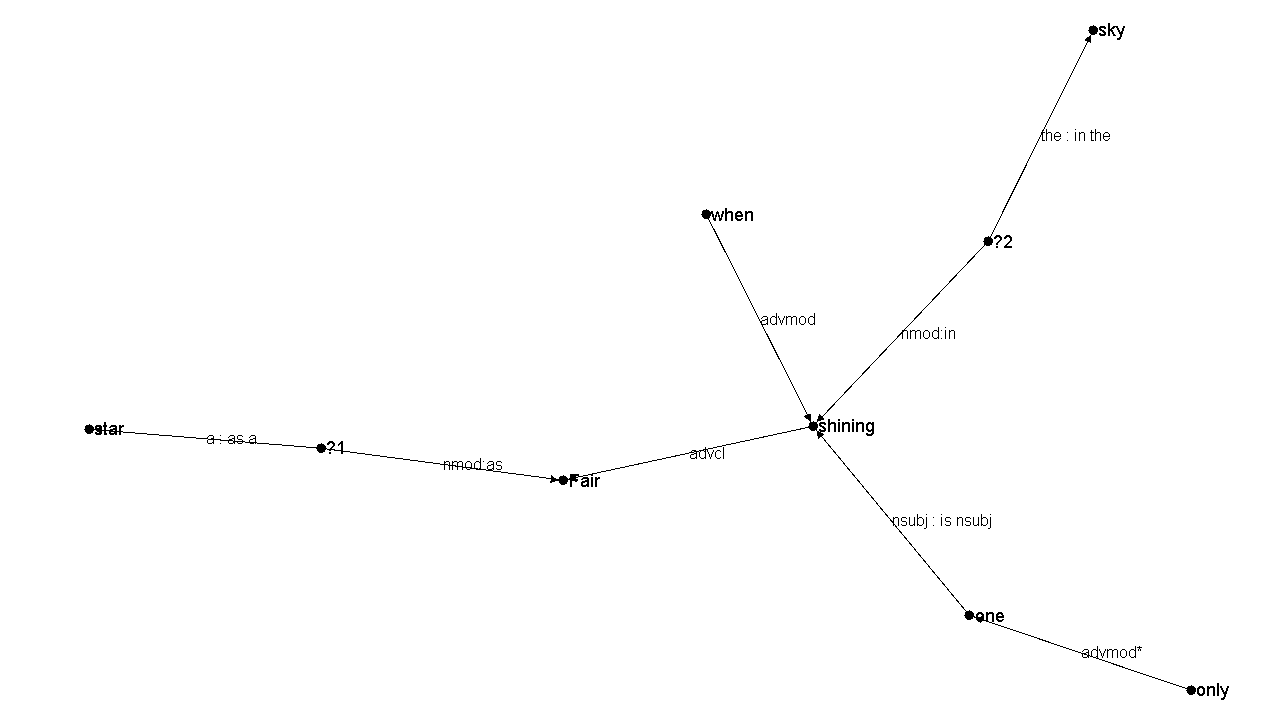 sky
the : in the
when
?2
advmod
nmod:in
shining
star
a : as a
?1
advcl
nmod:as
Fair
nsubj : is nsubj
one
advmod*
only